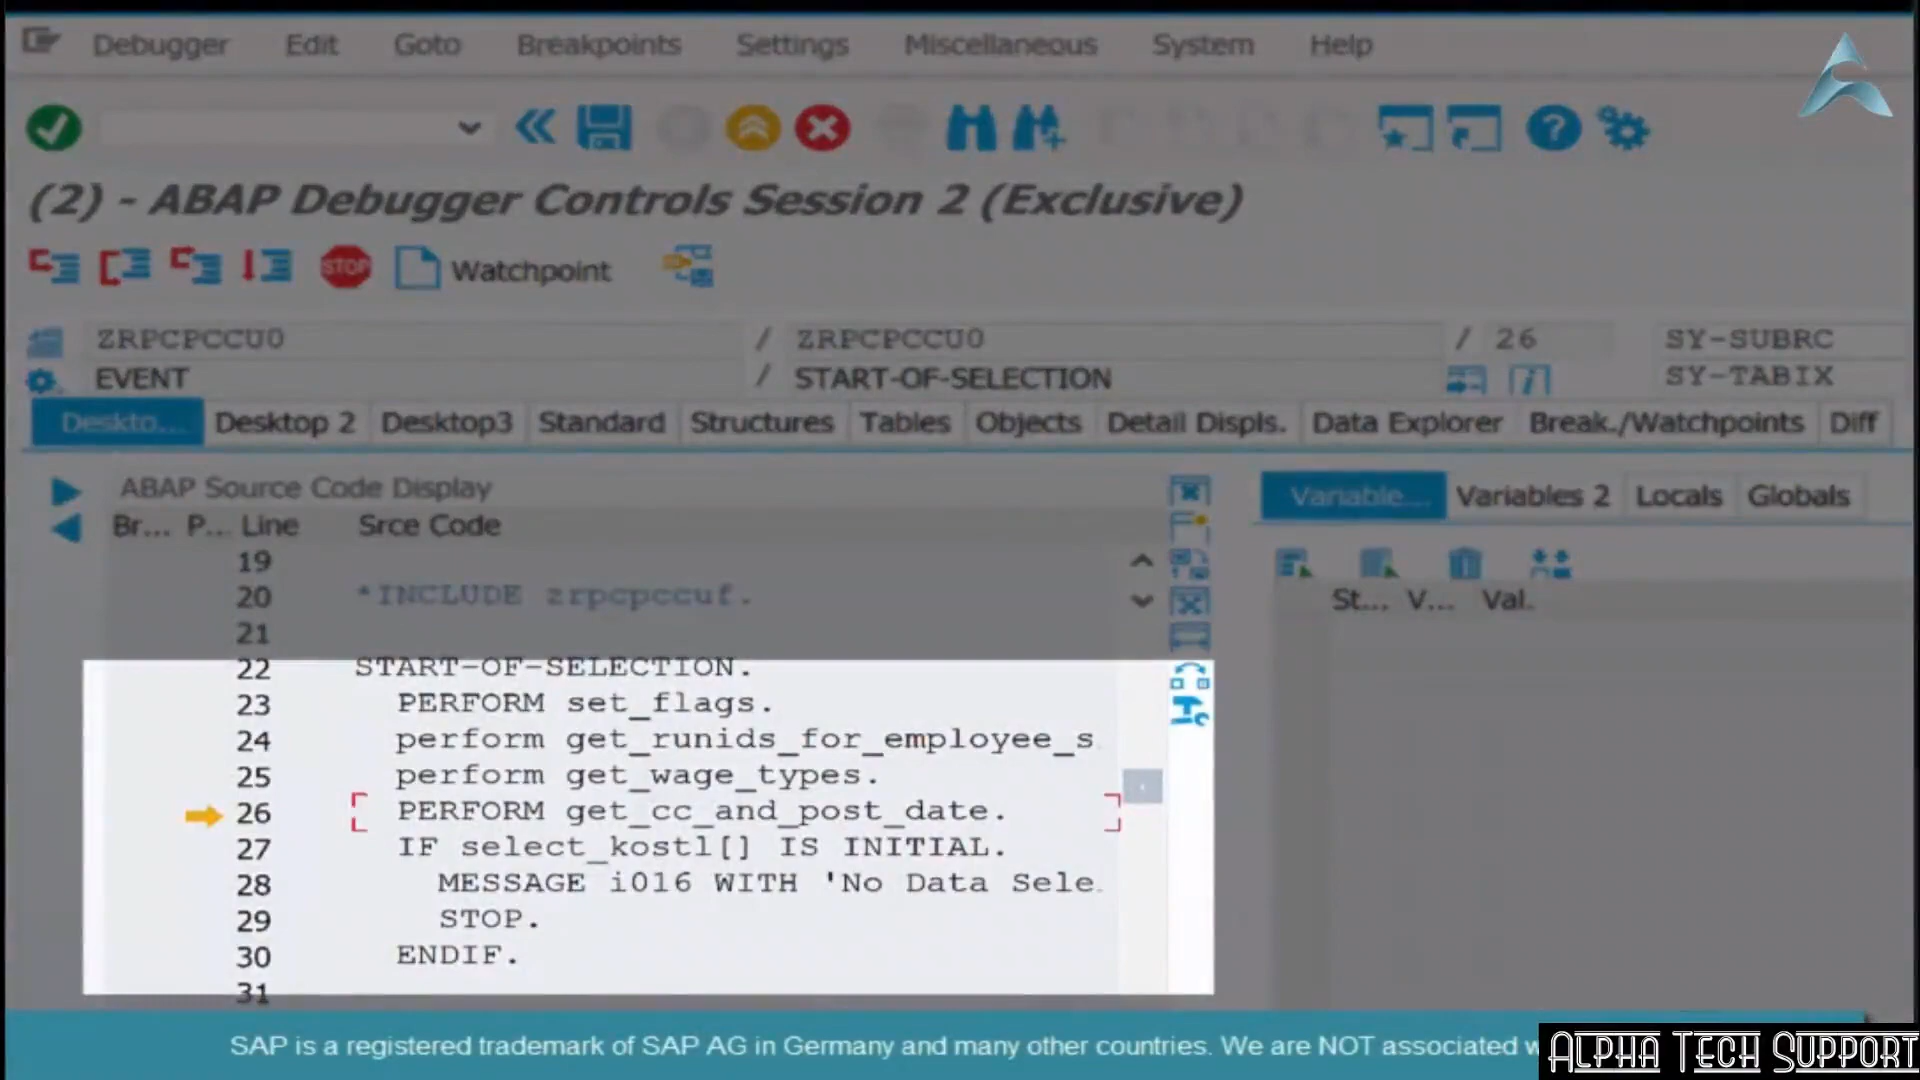 Debugger Edit Goto Breakpoints Settings Miscellaneous System Help
(2) - ABAP Debugger Controls Session 2 (Exclusive)
STOP Watchpoint
ZRPCPCCU0 / ZRPCPCCU0 / 26 SY-SUBRC
EVENT / START-OF-SELECTION SY-TABIX
Deskto... Desktop 2 Desktop3 Standard Structures Tables Objects Detail Displs. Data Explorer Break./Watchpoints Diff
ABAP Source Code Display
Variable... Variables 2 Locals Globals
Br... P... Line Srce Code
St... V... Val.
19
20 *INCLUDE zrpcpccuf.
21
22 START-OF-SELECTION.
23 PERFORM set_flags.
24 perform get_runids_for_employee_s
25 perform get_wage_types.
26 PERFORM get_cc_and_post_date.
27 IF select_kostl[] IS INITIAL.
28 MESSAGE i016 WITH 'No Data Sele
29 STOP.
30 ENDIF.
31
SAP is a registered trademark of SAP AG in Germany and many other countries. We are NOT associated w
ALPHA TECH SUPPORT